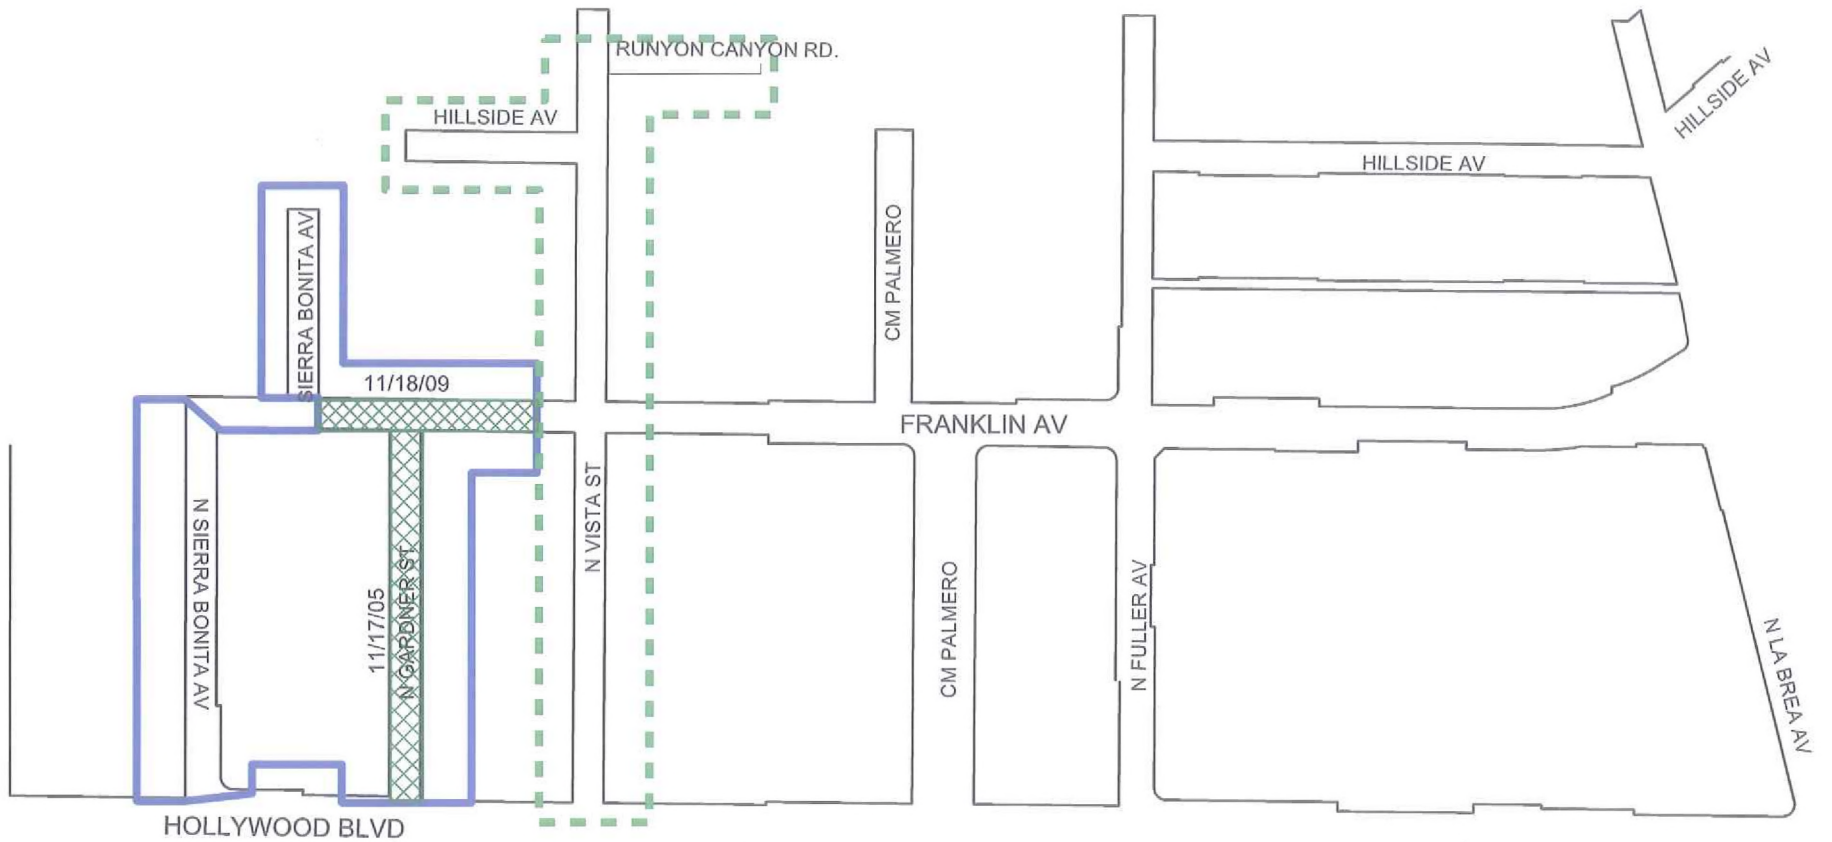 RUNYON CANYON RD.
HILLSIDE AV
HILLSIDE AV
HILLSIDE AV
SIERRA BONITA AV
CM PALMERO
11/18/09
FRANKLIN AV
N SIERRA BONITA AV
11/17/05
N GARDNER ST
N VISTA ST
CM PALMERO
N FULLER AV
N LA BREA AV
HOLLYWOOD BLVD